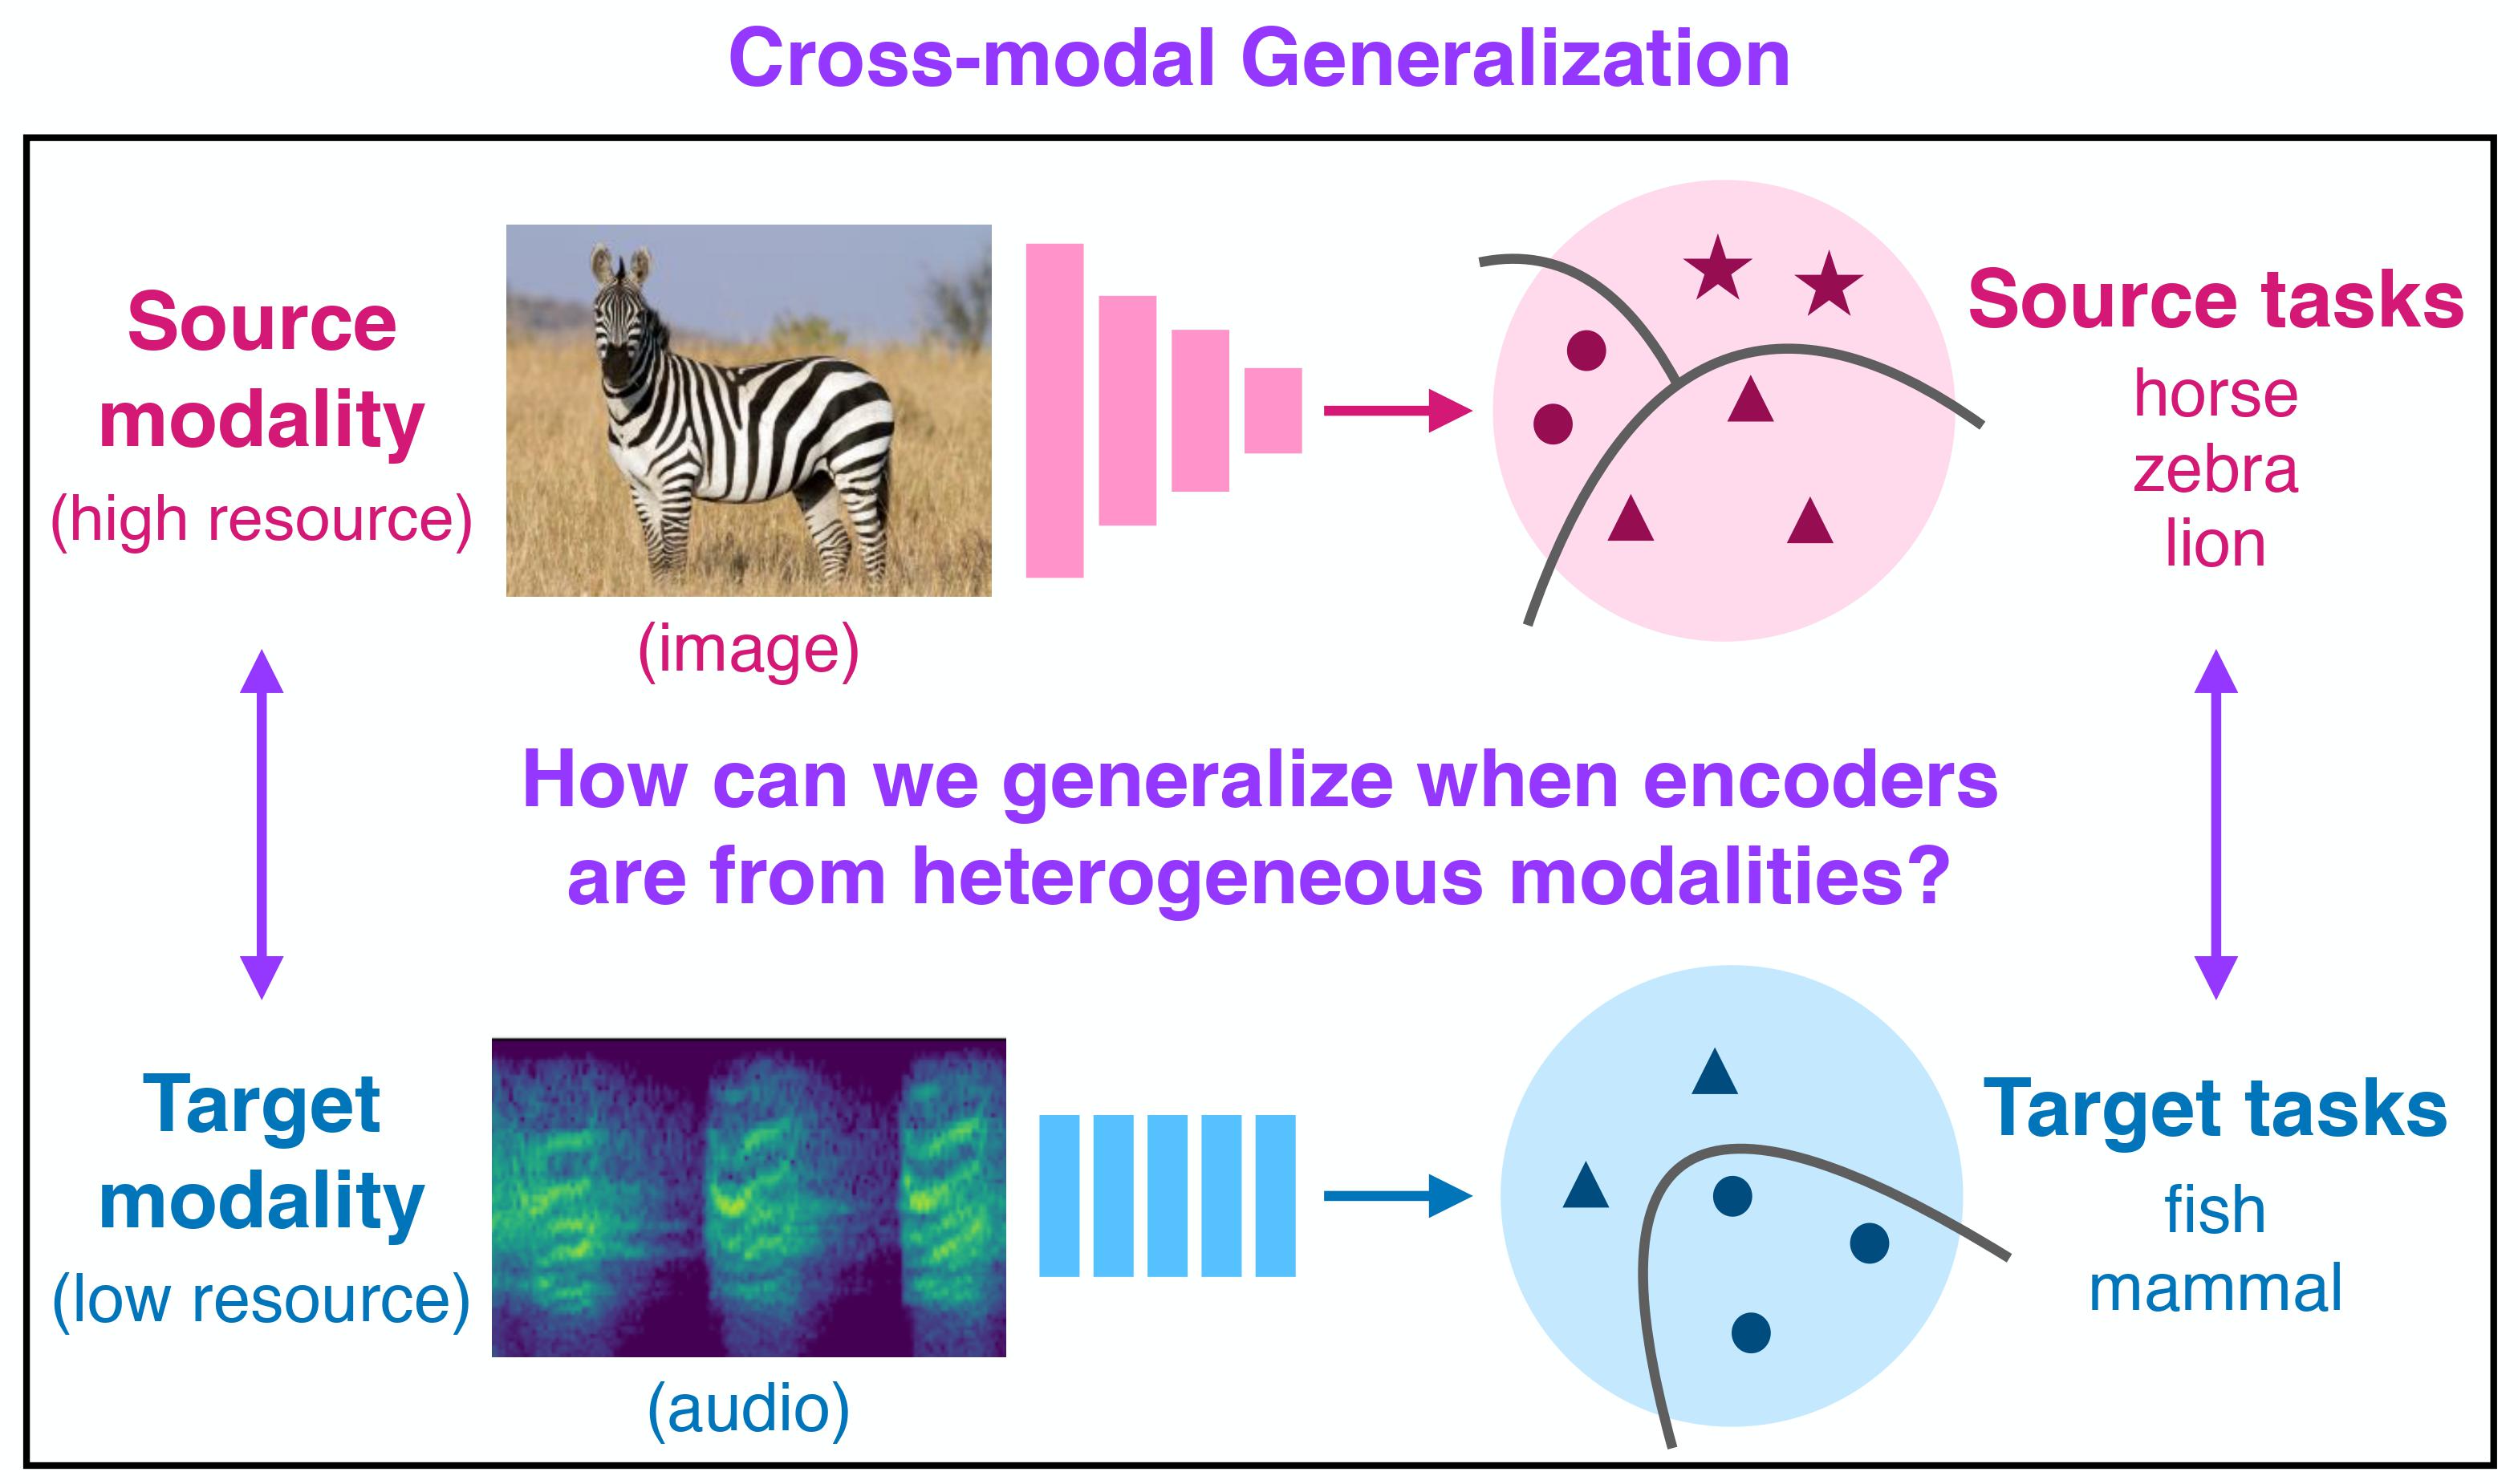 Cross-modal Generalization
Source
modality
(high resource)
(image)
Source tasks
horse
zebra
lion
How can we generalize when encoders
are from heterogeneous modalities?
Target
modality
(low resource)
(audio)
Target tasks
fish
mammal